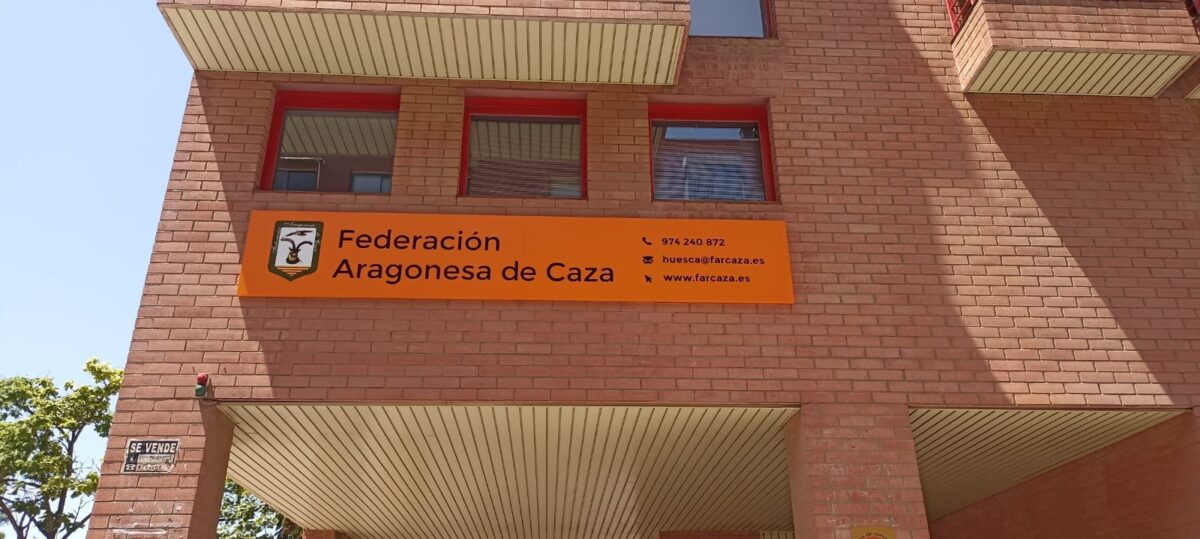 Federación
Aragonesa de Caza
974 240 872
huesca@farcaza.es
www.farcaza.es
SE VENDE